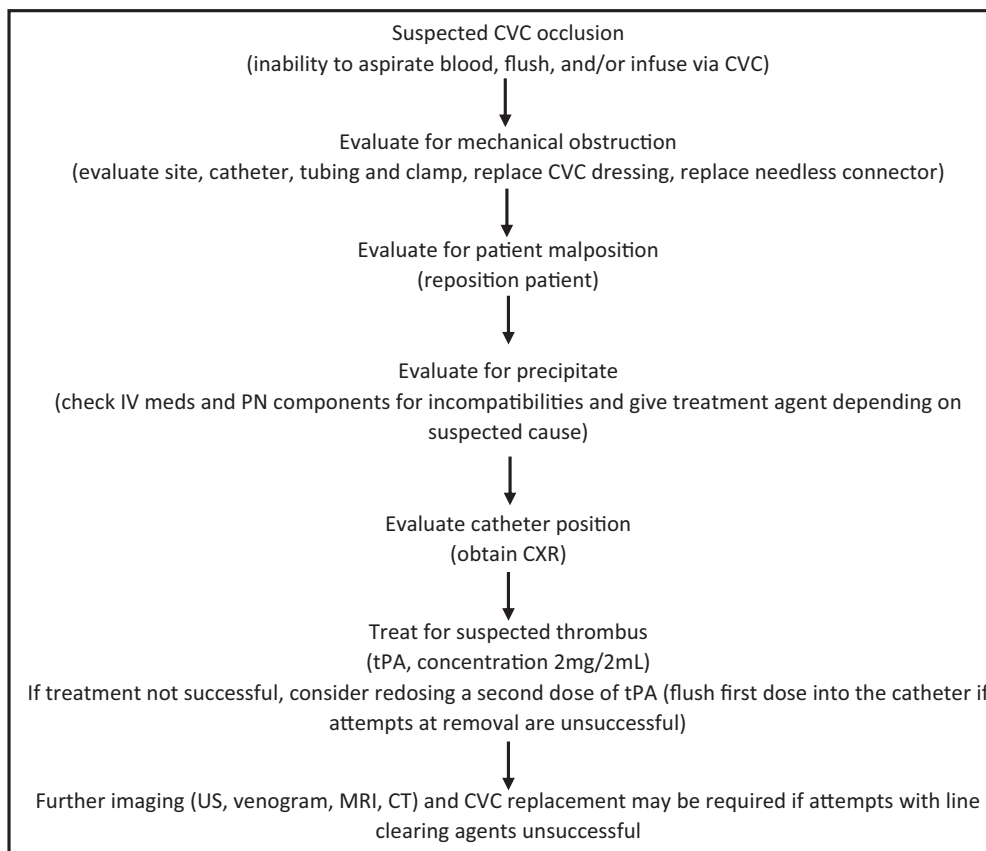 Suspected CVC occlusion
(inability to aspirate blood, flush, and/or infuse via CVC)
Evaluate for mechanical obstruction
(evaluate site, catheter, tubing and clamp, replace CVC dressing, replace needless connector)
Evaluate for patient malposition
(reposition patient)
Evaluate for precipitate
(check IV meds and PN components for incompatibilities and give treatment agent depending on
suspected cause)
Evaluate catheter position
(obtain CXR)
Treat for suspected thrombus
(tPA, concentration 2mg/2mL)
If treatment not successful, consider redosing a second dose of tPA (flush first dose into the catheter if
attempts at removal are unsuccessful)
Further imaging (US, venogram, MRI, CT) and CVC replacement may be required if attempts with line
clearing agents unsuccessful